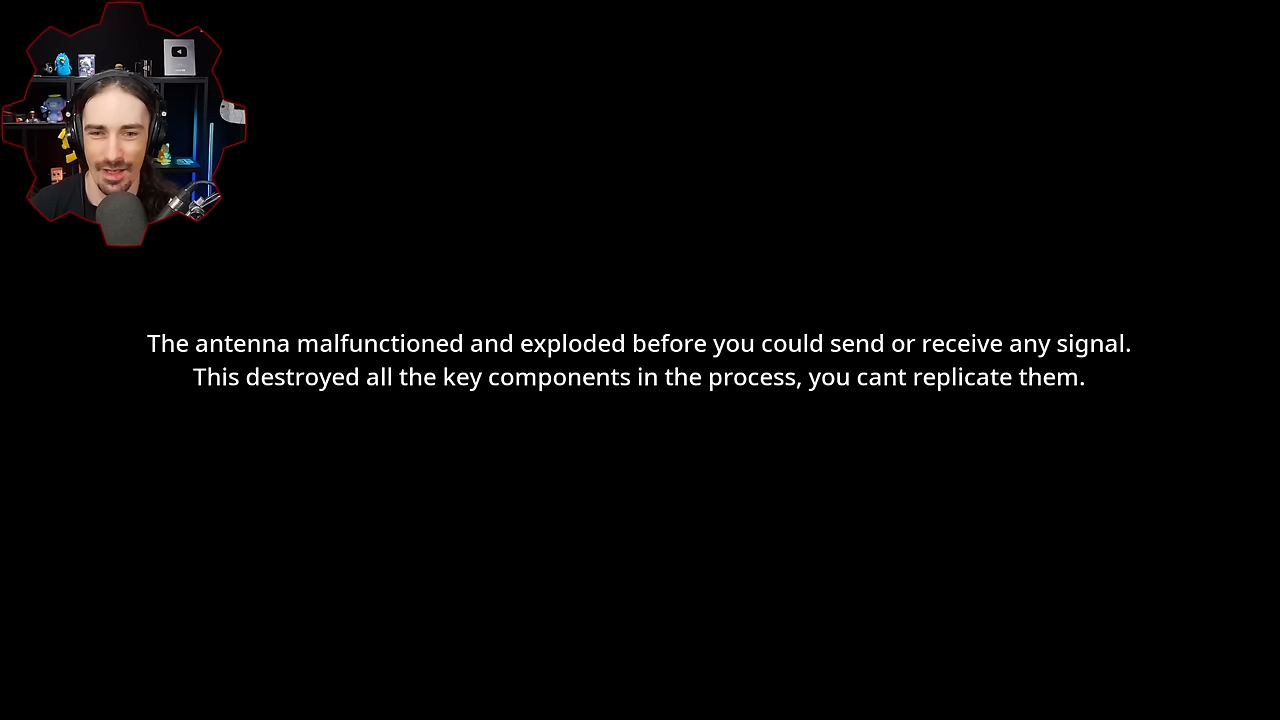 The antenna malfunctioned and exploded before you could send or receive any signal.
This destroyed all the key components in the process, you cant replicate them.